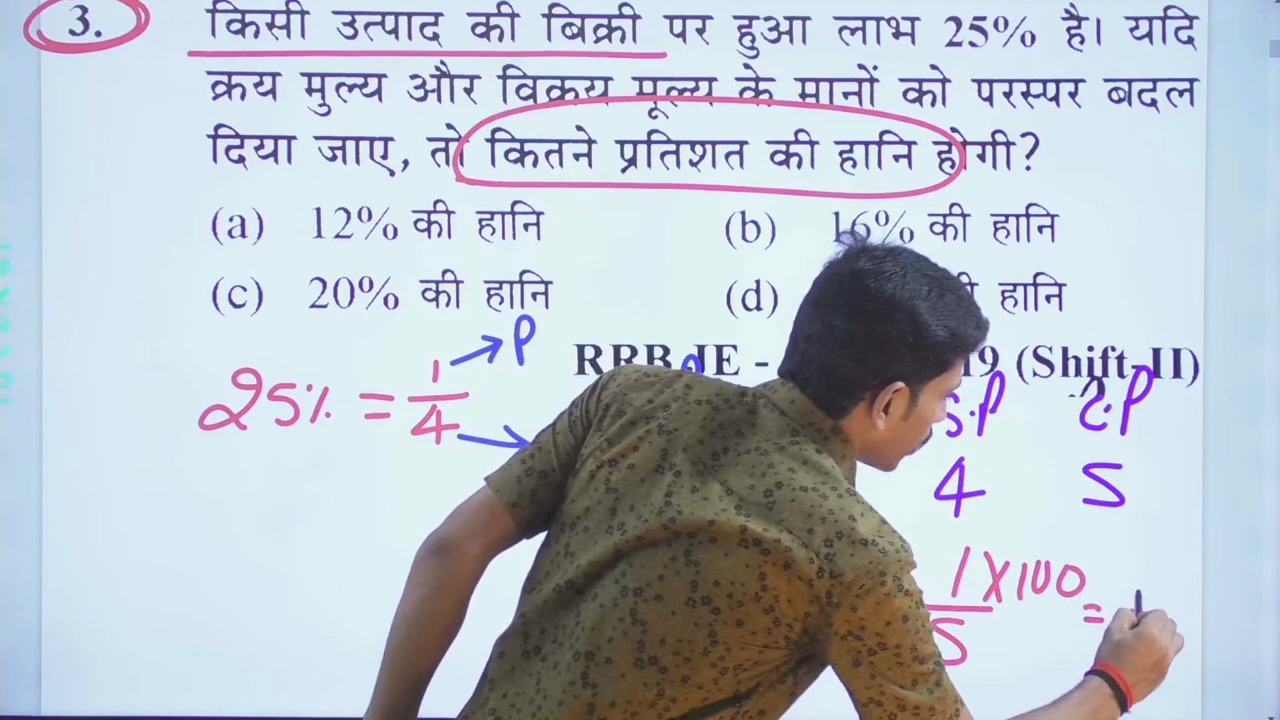 3. किसी उत्पाद की बिक्री पर हुआ लाभ 25% है। यदि
क्रय मुल्य और विक्रय मूल्य के मानों को परस्पर बदल
दिया जाए, तो कितने प्रतिशत की हानि होगी?
(a) 12% की हानि (b) 16% की हानि
(c) 20% की हानि (d) हानि
RRB JE - 19 (Shift-II)
25% = 1/4 → P
S.P C.P
4 5
1/5 X 100 =